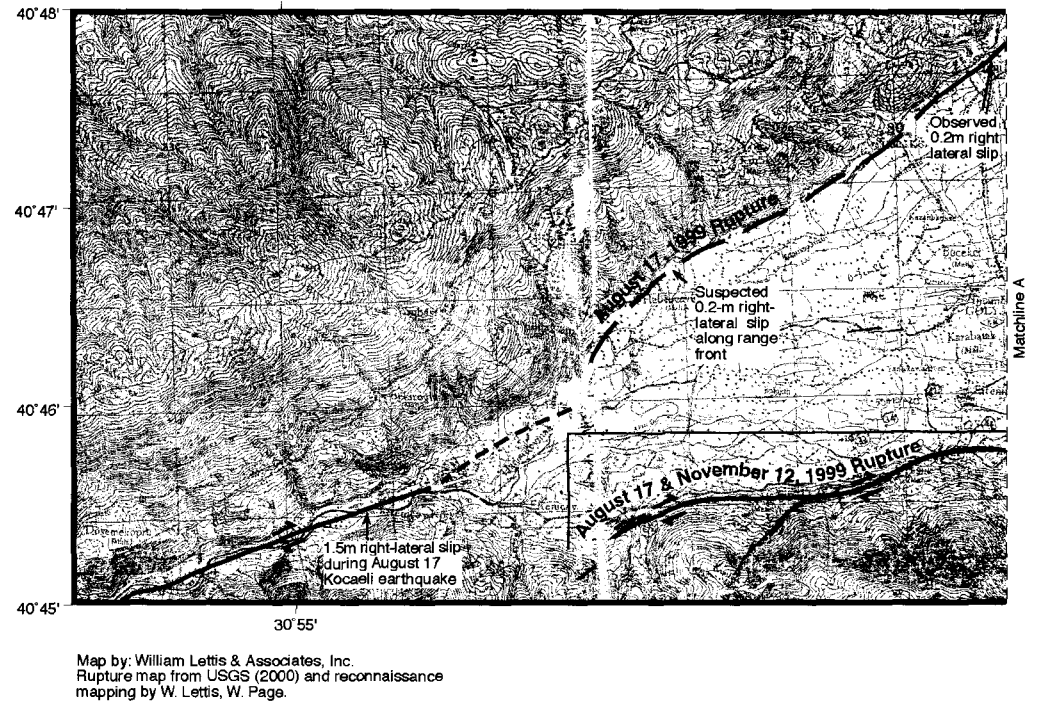 40°48'
Observed
0.2m right
lateral slip
40°47'
August 17, 1999 Rupture
Suspected
0.2-m right-
lateral slip
along range
front
Matchline A
40°46'
August 17 & November 12, 1999 Rupture
1.5m right-lateral slip
during August 17
Kocaeli earthquake
40°45'
30°55'
Map by: William Lettis & Associates, Inc.
Rupture map from USGS (2000) and reconnaissance
mapping by W. Lettis, W. Page.